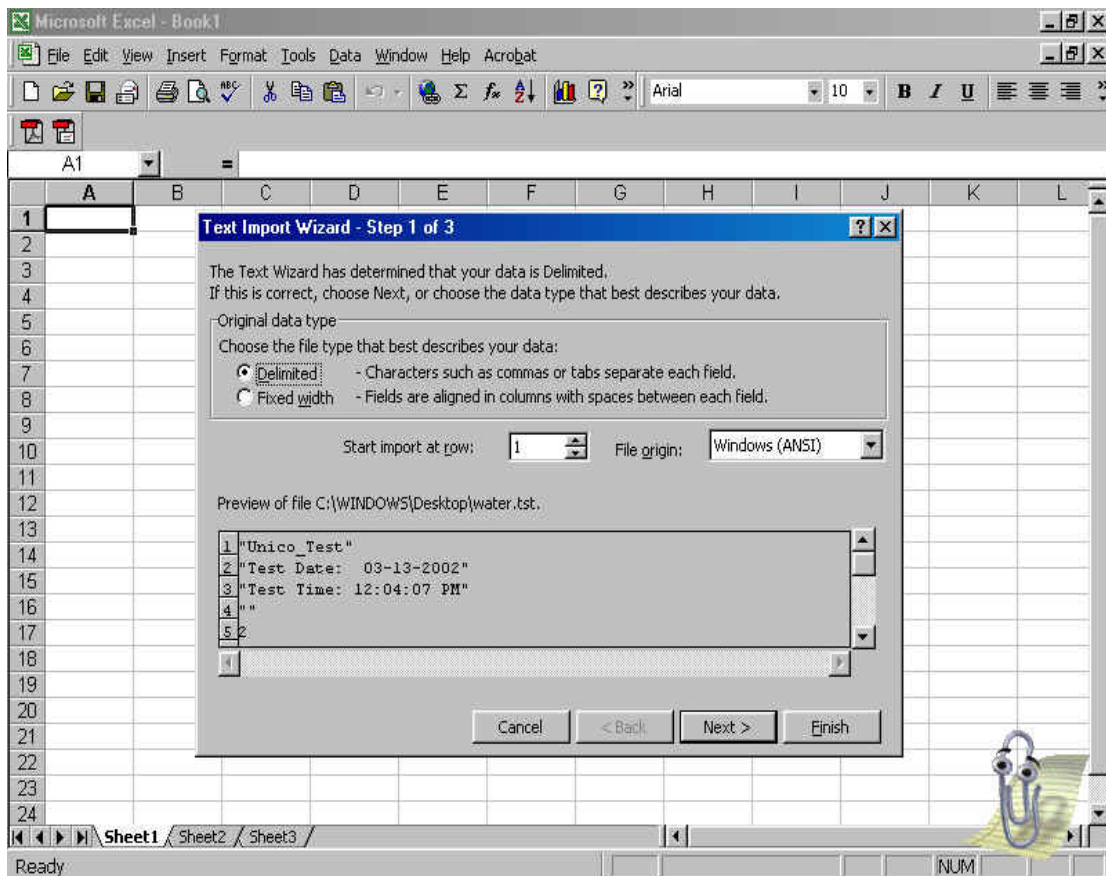 Microsoft Excel - Book1
File Edit View Insert Format Tools Data Window Help Acrobat
ABC Σ fx A Z ? » Arial 10 B I U »
A1 =
A B C D E F G H I J K L
1
2
3
4
5
6
7
8
9
10
11
12
13
14
15
16
17
18
19
20
21
22
23
24
Text Import Wizard - Step 1 of 3
The Text Wizard has determined that your data is Delimited.
If this is correct, choose Next, or choose the data type that best describes your data.
Original data type
Choose the file type that best describes your data:
Delimited - Characters such as commas or tabs separate each field.
Fixed width - Fields are aligned in columns with spaces between each field.
Start import at row: 1 File origin: Windows (ANSI)
Preview of file C:\WINDOWS\Desktop\water.tst.
1 "Unico_Test"
2 "Test Date:  03-13-2002"
3 "Test Time: 12:04:07 PM"
4 ""
5 2
Cancel < Back Next > Finish
Sheet1 Sheet2 Sheet3
Ready NUM